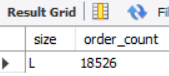 Result Grid Fi
size order_count
L 18526